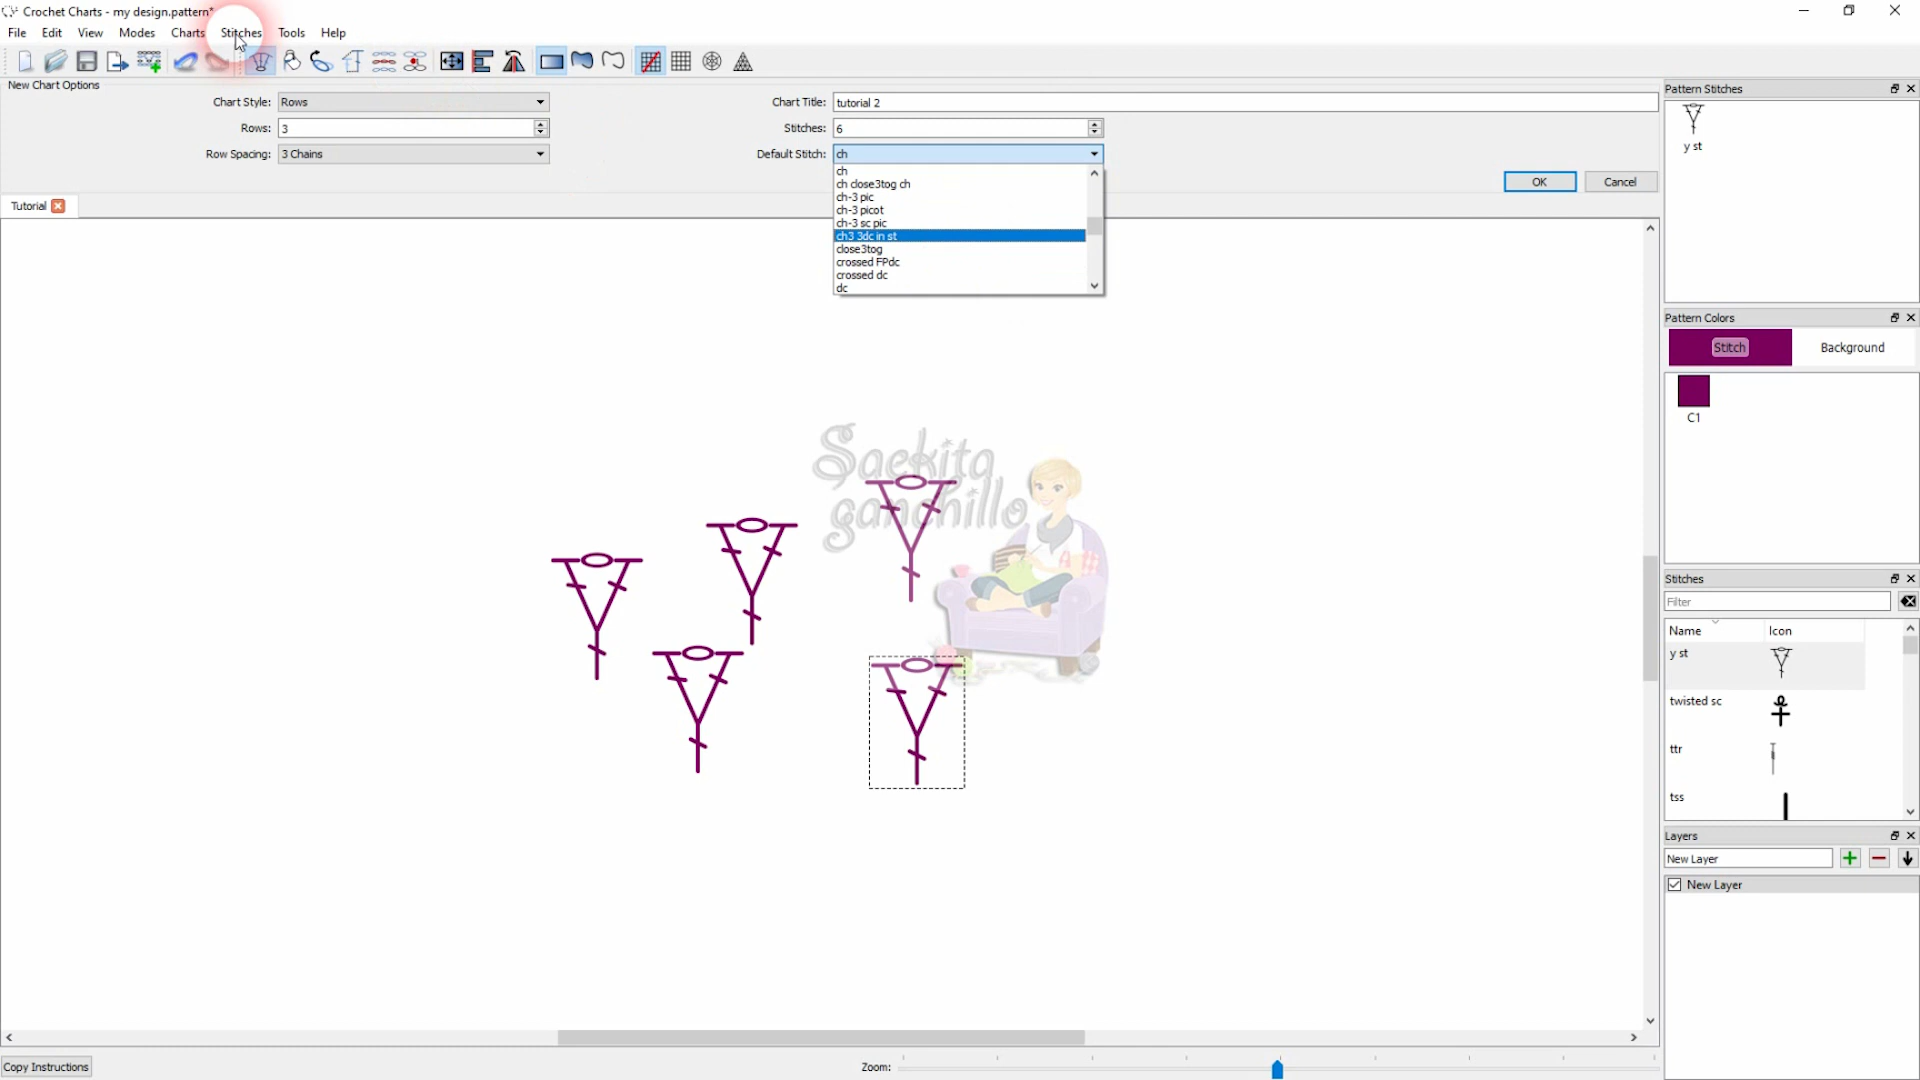 Crochet Charts - my design.pattern*
File Edit View Modes Charts Stitches Tools Help
New Chart Options
Chart Style: Rows
Chart Title: tutorial 2
Rows: 3
Stitches: 6
Row Spacing: 3 Chains
Default Stitch: ch
ch
ch close3tog ch
ch-3 pic
ch-3 picot
ch-3 sc pic
ch3 3dc in st
close3tog
crossed FPdc
crossed dc
dc
OK Cancel
Tutorial
Saekita
ganchillo
Pattern Stitches
y st
Pattern Colors
Stitch Background
C1
Stitches
Filter
Name Icon
y st
twisted sc
ttr
tss
Layers
New Layer
New Layer
Copy Instructions
Zoom: